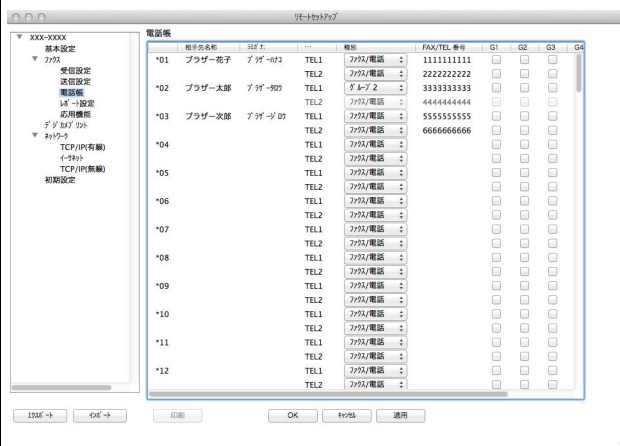 ﾘﾓｰﾄｾｯﾄｱｯﾌﾟ
XXX-XXXX
基本設定
ﾌｧｸｽ
受信設定
送信設定
電話帳
ﾚﾎﾟｰﾄ設定
応用機能
ﾃﾞｼﾞｶﾒﾌﾟﾘﾝﾄ
ﾈｯﾄﾜｰｸ
TCP/IP(有線)
ｲｰｻﾈｯﾄ
TCP/IP(無線)
初期設定
電話帳
相手先名称 ﾖﾐｶﾞﾅ: … 種別 FAX/TEL 番号 G1 G2 G3 G4
*01 ブラザー花子 ﾌﾞﾗｻﾞｰﾊﾅｺ TEL1 ﾌｧｸｽ/電話 1111111111
TEL2 ﾌｧｸｽ/電話 2222222222
*02 ブラザー太郎 ﾌﾞﾗｻﾞｰﾀﾛｳ TEL1 ｸﾞﾙｰﾌﾟ2 3333333333
TEL2 ﾌｧｸｽ/電話 4444444444
*03 ブラザー次郎 ﾌﾞﾗｻﾞｰｼﾞﾛｳ TEL1 ﾌｧｸｽ/電話 5555555555
TEL2 ﾌｧｸｽ/電話 6666666666
*04 TEL1 ﾌｧｸｽ/電話
TEL2 ﾌｧｸｽ/電話
*05 TEL1 ﾌｧｸｽ/電話
TEL2 ﾌｧｸｽ/電話
*06 TEL1 ﾌｧｸｽ/電話
TEL2 ﾌｧｸｽ/電話
*07 TEL1 ﾌｧｸｽ/電話
TEL2 ﾌｧｸｽ/電話
*08 TEL1 ﾌｧｸｽ/電話
TEL2 ﾌｧｸｽ/電話
*09 TEL1 ﾌｧｸｽ/電話
TEL2 ﾌｧｸｽ/電話
*10 TEL1 ﾌｧｸｽ/電話
TEL2 ﾌｧｸｽ/電話
*11 TEL1 ﾌｧｸｽ/電話
TEL2 ﾌｧｸｽ/電話
*12 TEL1 ﾌｧｸｽ/電話
TEL2 ﾌｧｸｽ/電話
ｴｸｽﾎﾟｰﾄ ｲﾝﾎﾟｰﾄ 印刷 OK ｷｬﾝｾﾙ 適用